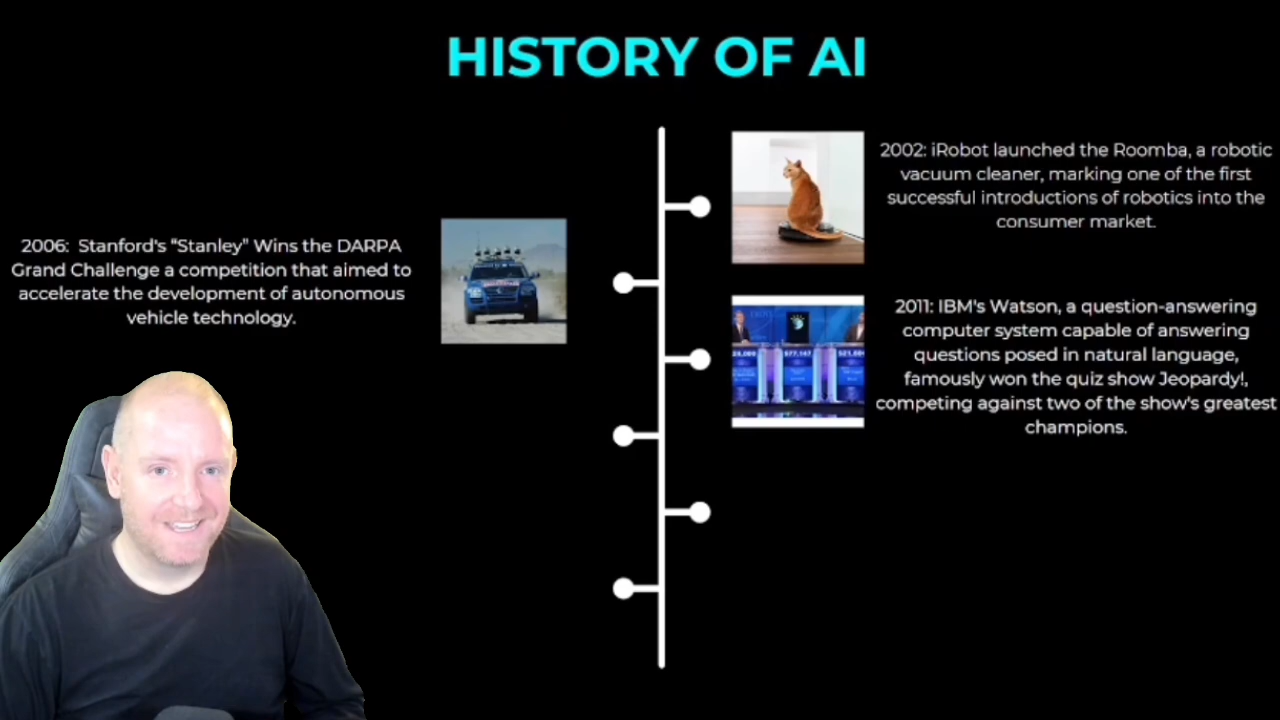 HISTORY OF AI
2002: iRobot launched the Roomba, a robotic
vacuum cleaner, marking one of the first
successful introductions of robotics into the
consumer market.
2006: Stanford's "Stanley" Wins the DARPA
Grand Challenge a competition that aimed to
accelerate the development of autonomous
vehicle technology.
$77,147
2011: IBM's Watson, a question-answering
computer system capable of answering
questions posed in natural language,
famously won the quiz show Jeopardy!,
competing against two of the show's greatest
champions.